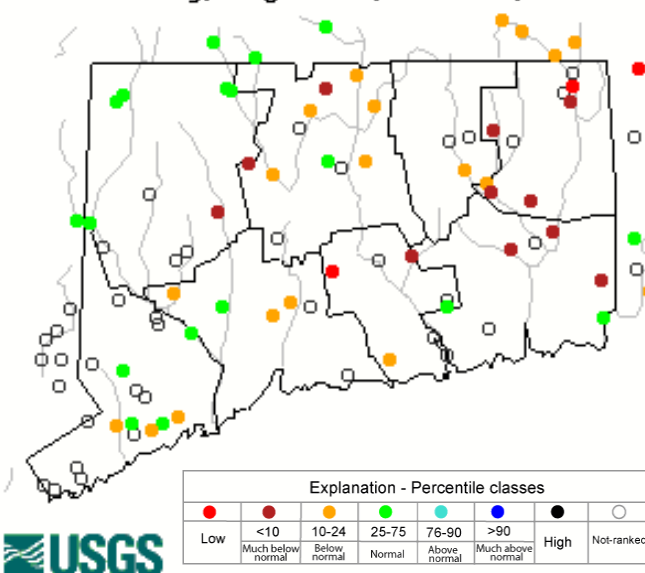 Explanation - Percentile classes
Low
<10
Much below normal
10-24
Below normal
25-75
Normal
76-90
Above normal
>90
Much above normal
High
Not-ranked
USGS